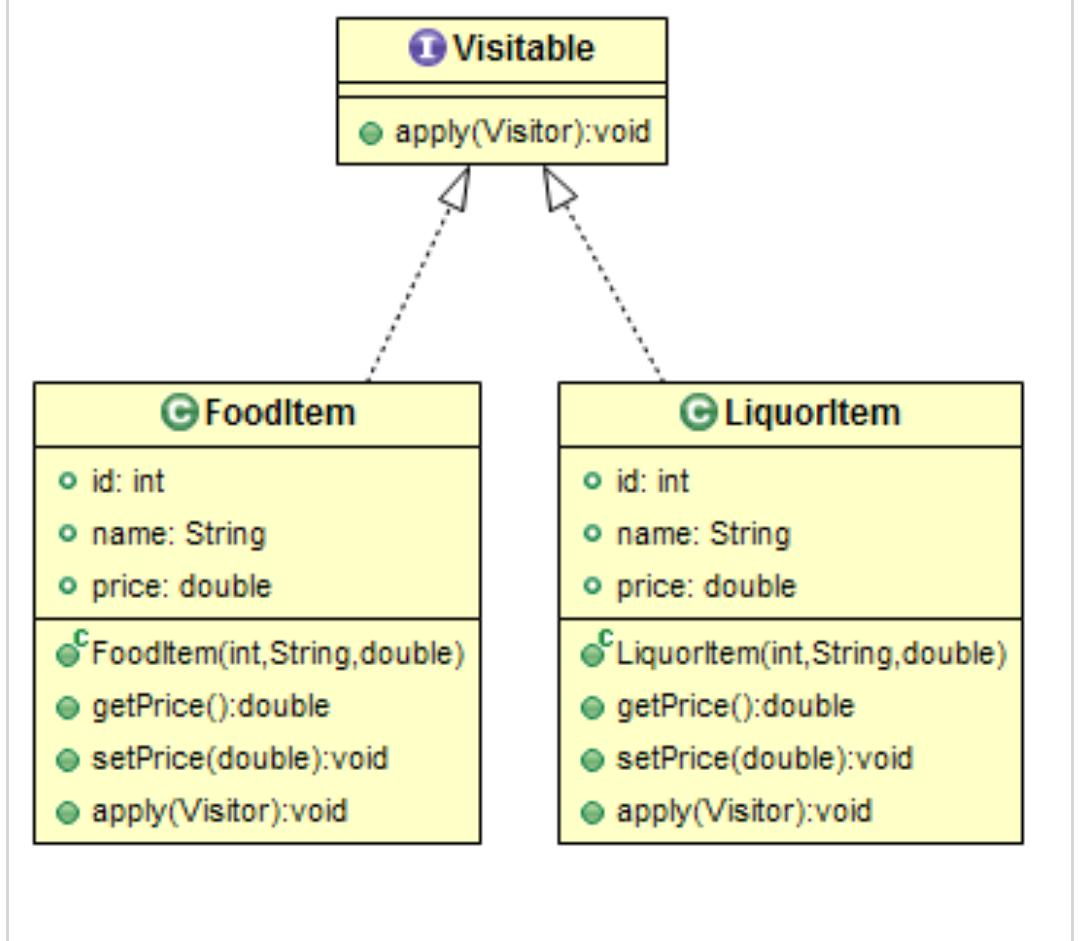 I Visitable
apply(Visitor):void
C FoodItem
id: int
name: String
price: double
C FoodItem(int,String,double)
getPrice():double
setPrice(double):void
apply(Visitor):void
C LiquorItem
id: int
name: String
price: double
C LiquorItem(int,String,double)
getPrice():double
setPrice(double):void
apply(Visitor):void